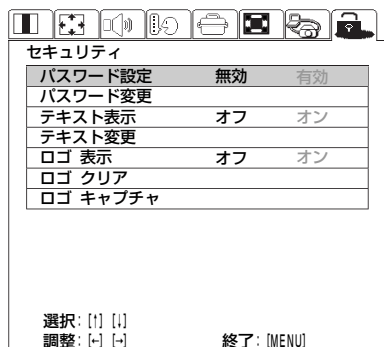 セキュリティ
パスワード設定 無効 有効
パスワード変更
テキスト表示 オフ オン
テキスト変更
ロゴ 表示 オフ オン
ロゴ クリア
ロゴ キャプチャ
選択: [↑] [↓]
調整: [←] [→] 終了: [MENU]